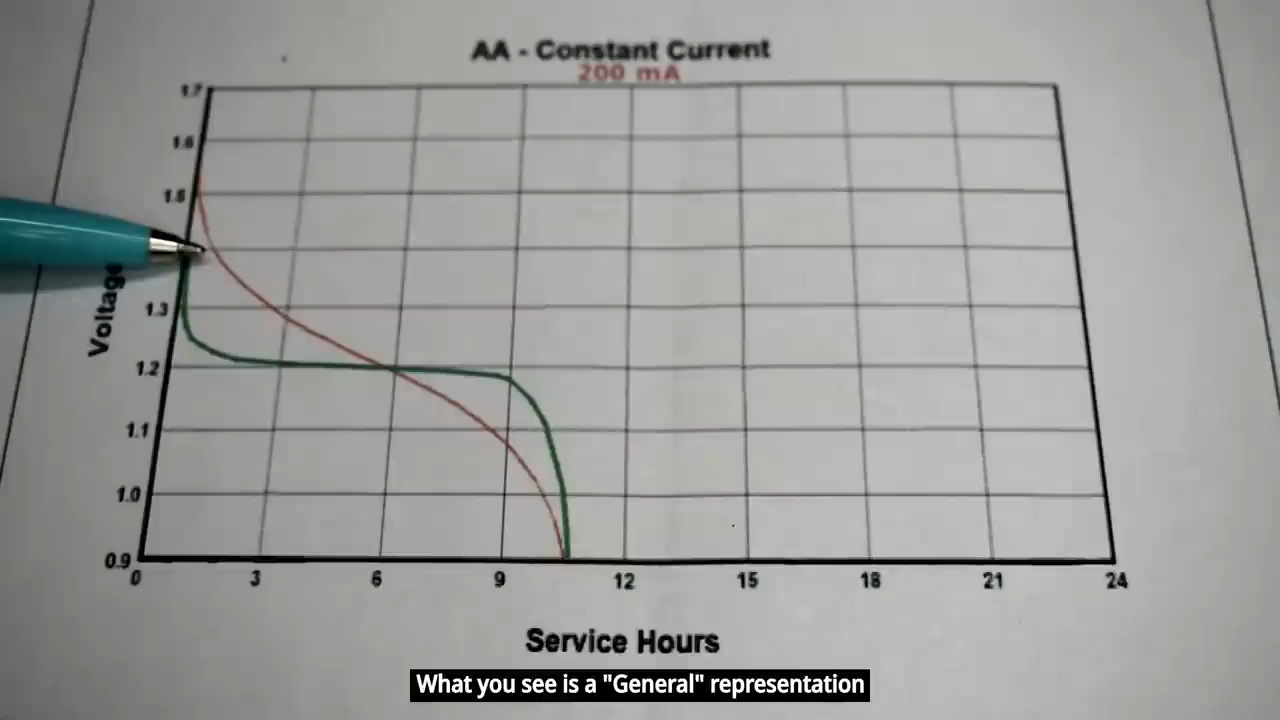 AA - Constant Current
200 mA
1.7
1.6
1.5
1.3
1.2
1.1
1.0
0.9
Voltage
0 3 6 9 12 15 18 21 24
Service Hours
What you see is a "General" representation